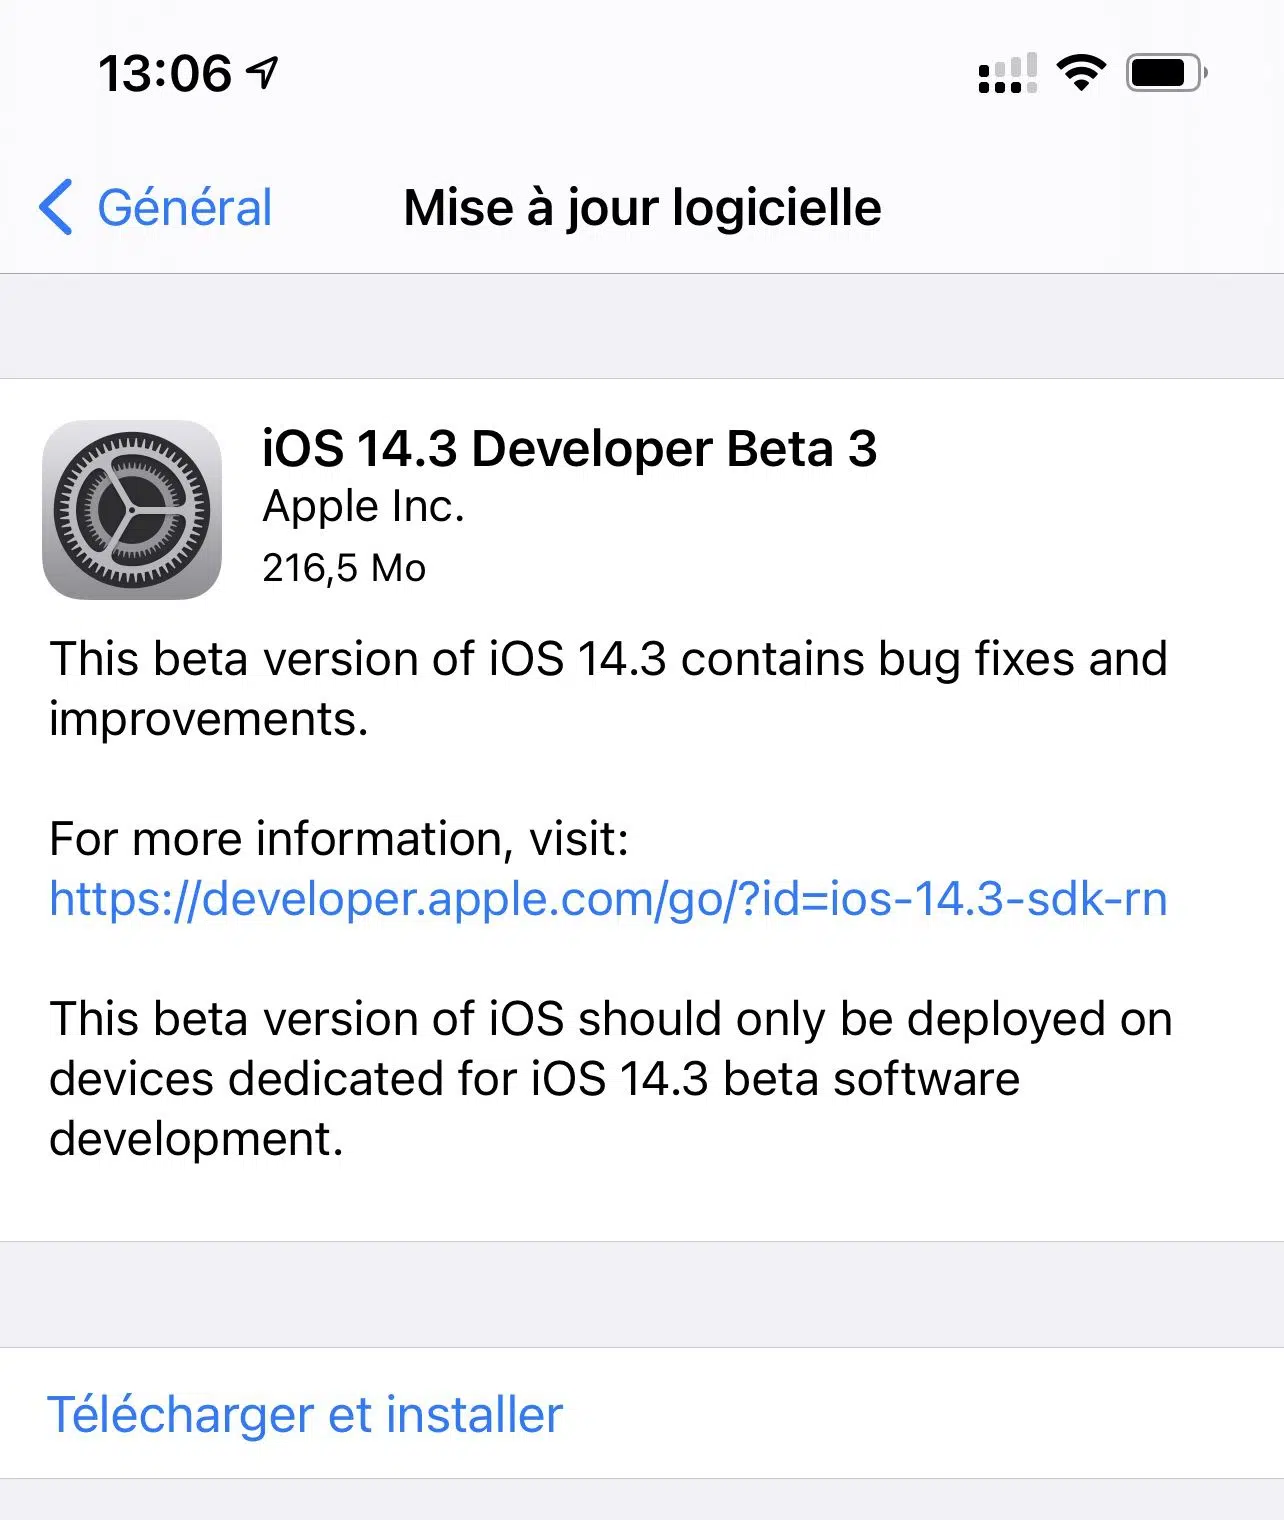 13:06
Général
Mise à jour logicielle
iOS 14.3 Developer Beta 3
Apple Inc.
216,5 Mo
This beta version of iOS 14.3 contains bug fixes and
improvements.
For more information, visit:
https://developer.apple.com/go/?id=ios-14.3-sdk-rn
This beta version of iOS should only be deployed on
devices dedicated for iOS 14.3 beta software
development.
Télécharger et installer